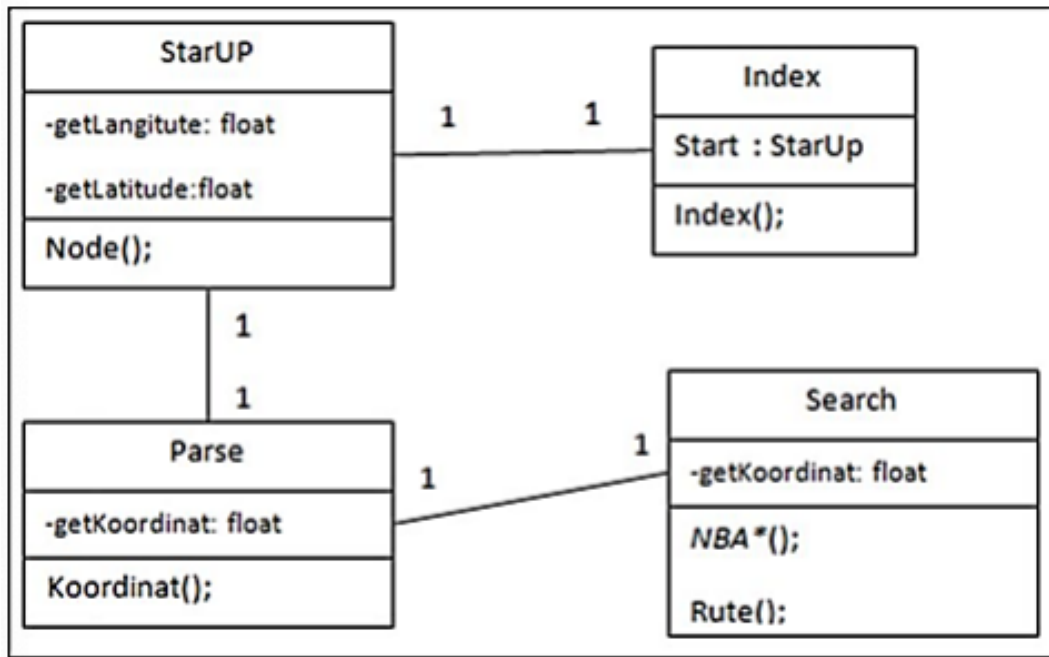 StarUP
-getLangitute: float
-getLatitude:float
Node();
1
1
Index
Start : StarUp
Index();
1
1
Parse
-getKoordinat: float
Koordinat();
1
1
Search
-getKoordinat: float
NBA*();
Rute();